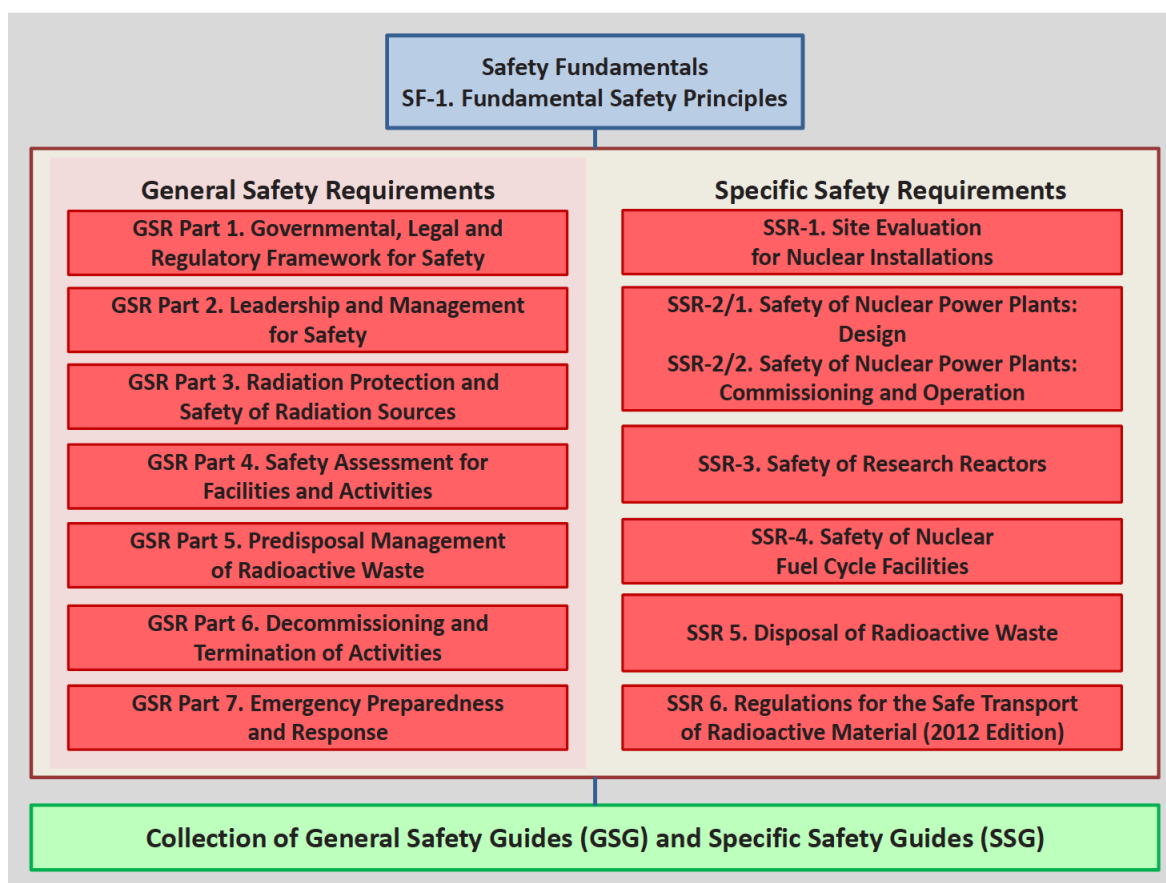 Safety Fundamentals
SF-1. Fundamental Safety Principles
General Safety Requirements
GSR Part 1. Governmental, Legal and
Regulatory Framework for Safety
GSR Part 2. Leadership and Management
for Safety
GSR Part 3. Radiation Protection and
Safety of Radiation Sources
GSR Part 4. Safety Assessment for
Facilities and Activities
GSR Part 5. Predisposal Management
of Radioactive Waste
GSR Part 6. Decommissioning and
Termination of Activities
GSR Part 7. Emergency Preparedness
and Response
Specific Safety Requirements
SSR-1. Site Evaluation
for Nuclear Installations
SSR-2/1. Safety of Nuclear Power Plants:
Design
SSR-2/2. Safety of Nuclear Power Plants:
Commissioning and Operation
SSR-3. Safety of Research Reactors
SSR-4. Safety of Nuclear
Fuel Cycle Facilities
SSR 5. Disposal of Radioactive Waste
SSR 6. Regulations for the Safe Transport
of Radioactive Material (2012 Edition)
Collection of General Safety Guides (GSG) and Specific Safety Guides (SSG)